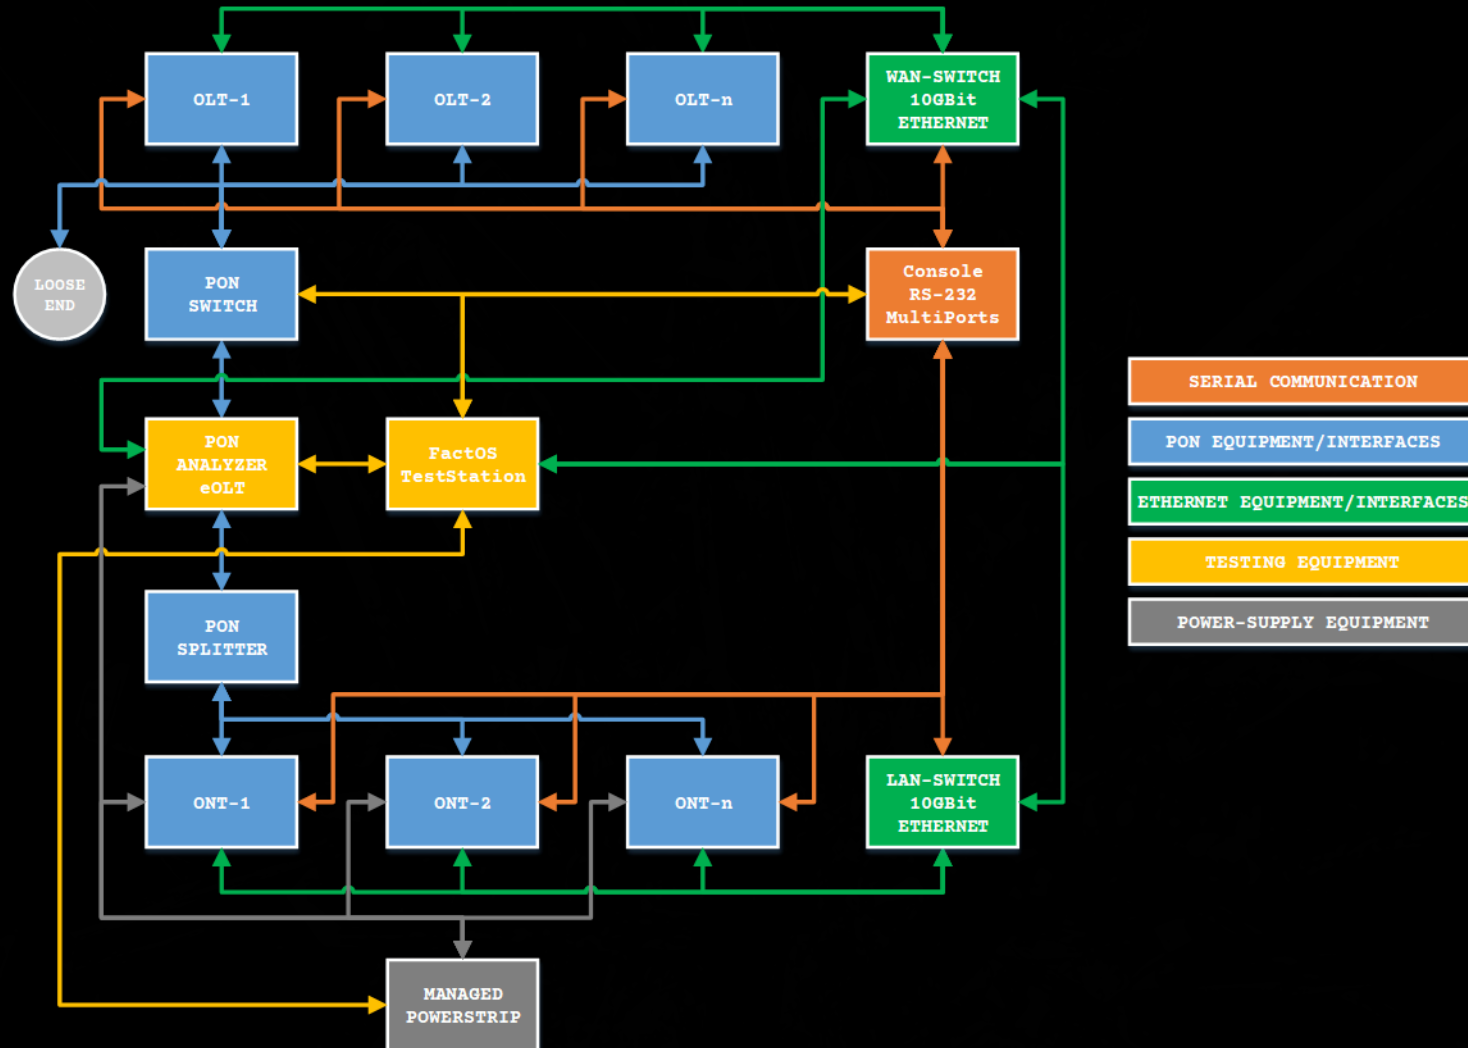 OLT-1
OLT-2
OLT-n
WAN-SWITCH
10GBit
ETHERNET
LOOSE
END
PON
SWITCH
Console
RS-232
MultiPorts
PON
ANALYZER
eOLT
FactOS
TestStation
PON
SPLITTER
ONT-1
ONT-2
ONT-n
LAN-SWITCH
10GBit
ETHERNET
MANAGED
POWERSTRIP
SERIAL COMMUNICATION
PON EQUIPMENT/INTERFACES
ETHERNET EQUIPMENT/INTERFACES
TESTING EQUIPMENT
POWER-SUPPLY EQUIPMENT